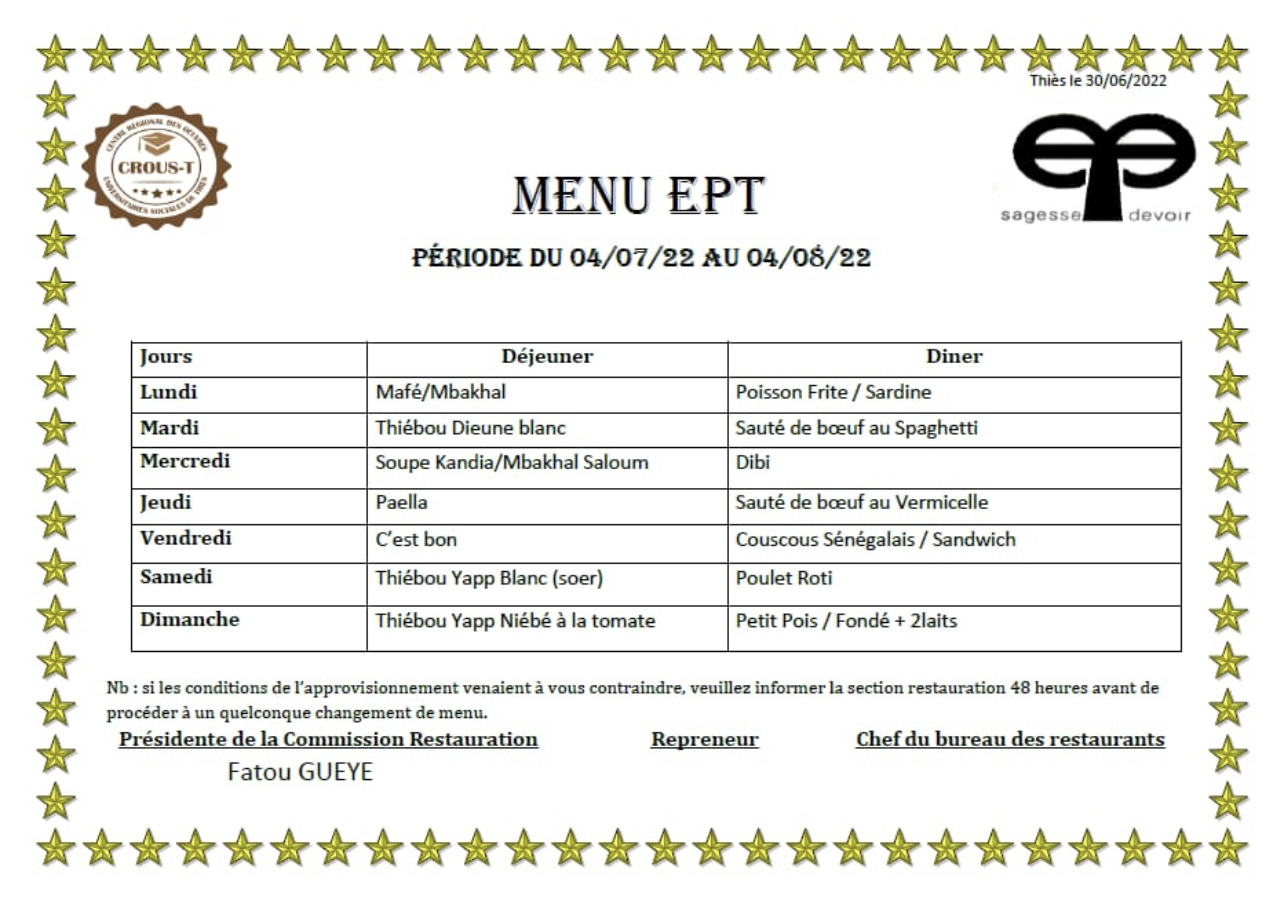 Thiès le 30/06/2022
CENTRE REGIONAL DES OEUVRES
CROUS-T
UNIVERSITAIRES SOCIALES DE THIES
sagesse devoir
MENU EPT
PÉRIODE DU 04/07/22 AU 04/08/22
Jours Déjeuner Diner
Lundi Mafé/Mbakhal Poisson Frite / Sardine
Mardi Thiébou Dieune blanc Sauté de bœuf au Spaghetti
Mercredi Soupe Kandia/Mbakhal Saloum Dibi
Jeudi Paella Sauté de bœuf au Vermicelle
Vendredi C’est bon Couscous Sénégalais / Sandwich
Samedi Thiébou Yapp Blanc (soer) Poulet Roti
Dimanche Thiébou Yapp Niébé à la tomate Petit Pois / Fondé + 2laits
Nb : si les conditions de l’approvisionnement venaient à vous contraindre, veuillez informer la section restauration 48 heures avant de
procéder à un quelconque changement de menu.
Présidente de la Commission Restauration Repreneur Chef du bureau des restaurants
Fatou GUEYE